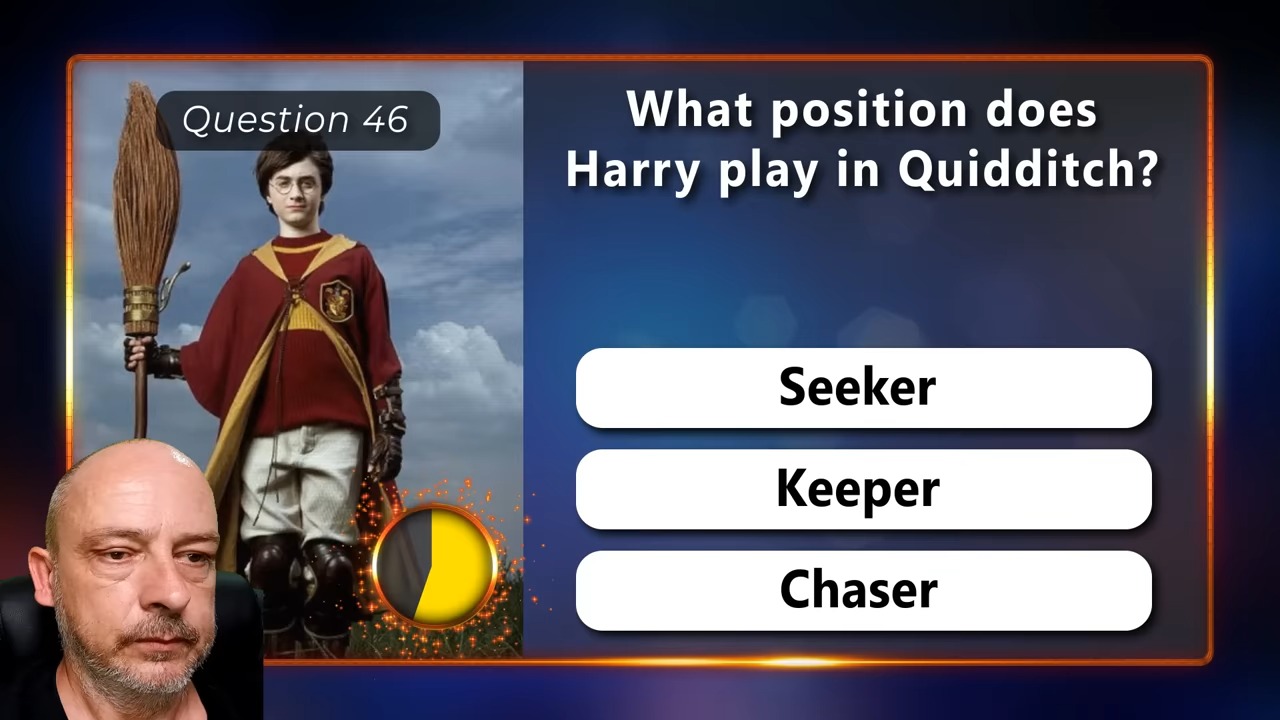 Question 46
What position does
Harry play in Quidditch?
Seeker
Keeper
Chaser